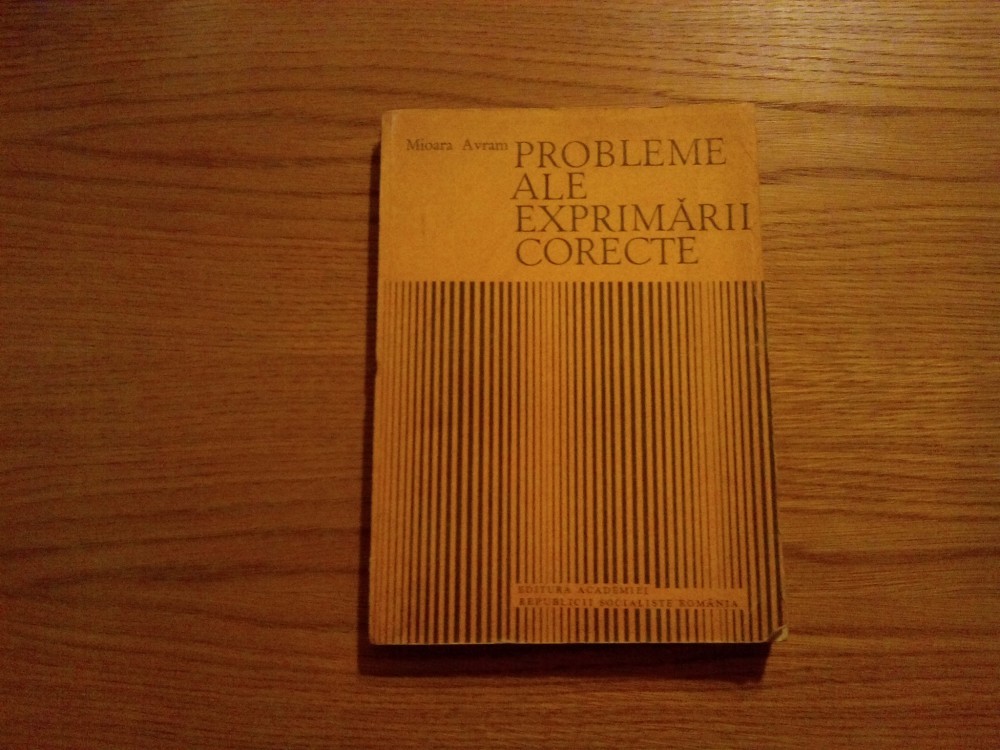 Mioara Avram
PROBLEME
ALE
EXPRIMĂRII
CORECTE
EDITURA ACADEMIEI
REPUBLICII SOCIALISTE ROMÂNIA